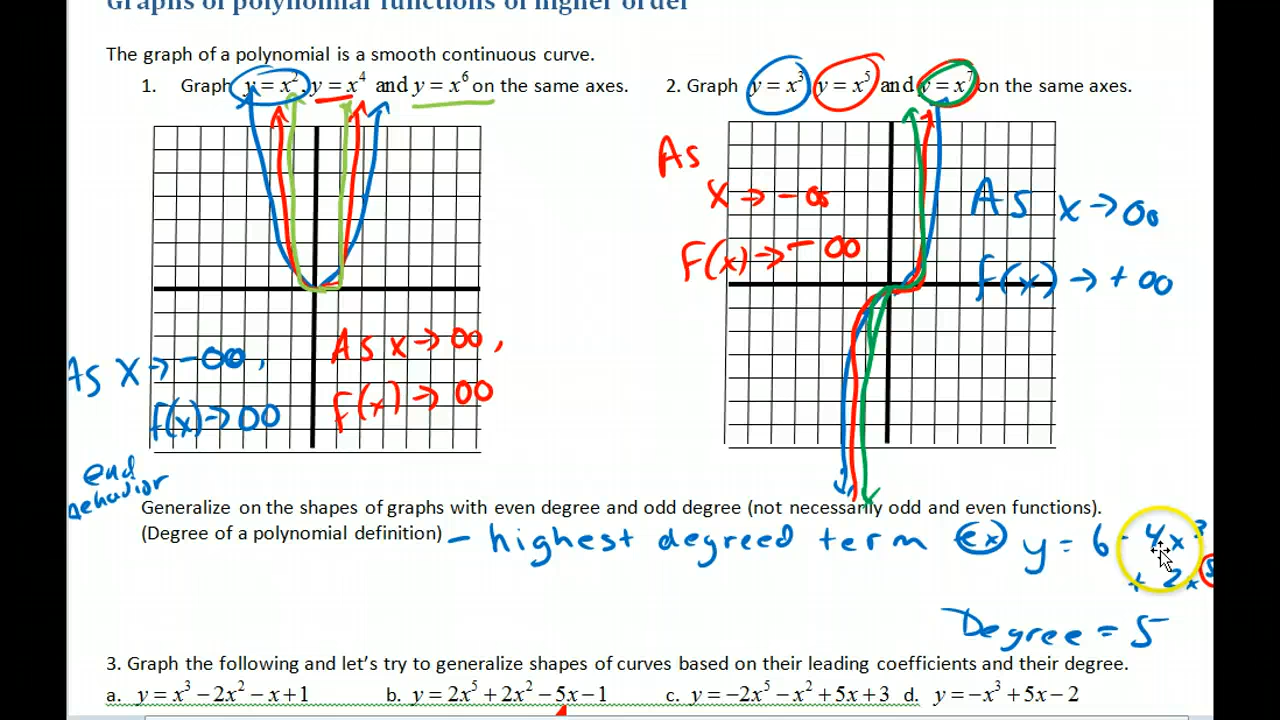 Graphs of polynomial functions of higher order
The graph of a polynomial is a smooth continuous curve.
1. Graph y = x², y = x⁴ and y = x⁶ on the same axes.
2. Graph y = x³, y = x⁵ and y = x⁷ on the same axes.
As
x → -∞
F(x) → -∞
As x → ∞
f(x) → +∞
As x → -∞,
f(x) → ∞
As x → ∞,
F(x) → ∞
end
behavior
Generalize on the shapes of graphs with even degree and odd degree (not necessarily odd and even functions).
(Degree of a polynomial definition) – highest degreed term Ex y = 6 - 4x³
+ 2x⁵
Degree = 5
3. Graph the following and let's try to generalize shapes of curves based on their leading coefficients and their degree.
a. y = x³ − 2x² − x + 1 b. y = 2x⁵ + 2x² − 5x − 1 c. y = −2x⁵ − x² + 5x + 3 d. y = −x³ + 5x − 2